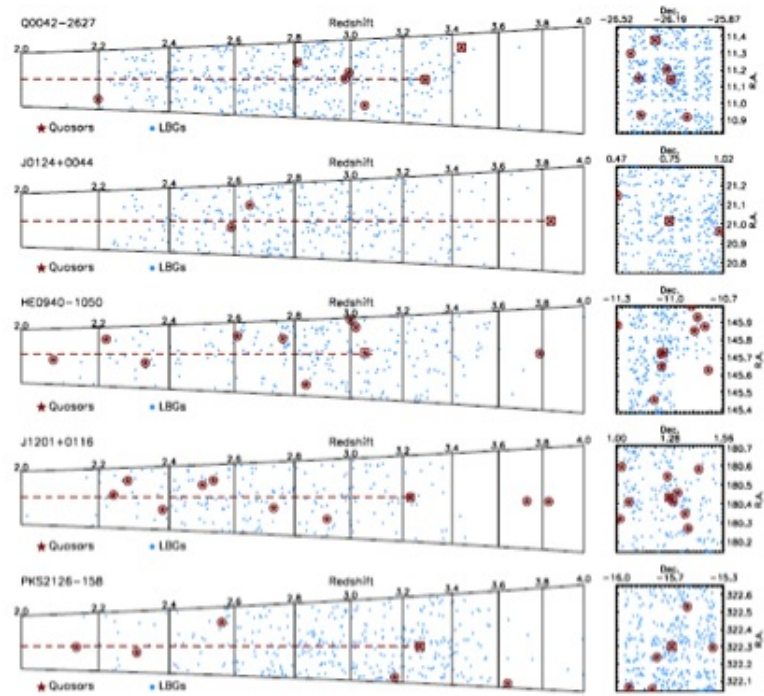 Q0042-2627
Redshift
2.0 2.2 2.4 2.6 2.8 3.0 3.2 3.4 3.6 3.8 4.0
Quasars LBGs
Dec.
-26.52 -26.19 -25.87
11.4
11.3
11.2
11.1
11.0
10.9
R.A.
J0124+0044
Redshift
2.0 2.2 2.4 2.6 2.8 3.0 3.2 3.4 3.6 3.8 4.0
Quasars LBGs
Dec.
0.47 0.75 1.02
21.2
21.1
21.0
20.9
20.8
R.A.
HE0940-1050
Redshift
2.0 2.2 2.4 2.6 2.8 3.0 3.2 3.4 3.6 3.8 4.0
Quasars LBGs
Dec.
-11.3 -11.0 -10.7
145.9
145.8
145.7
145.6
145.5
145.4
R.A.
J1201+0116
Redshift
2.0 2.2 2.4 2.6 2.8 3.0 3.2 3.4 3.6 3.8 4.0
Quasars LBGs
Dec.
1.00 1.28 1.56
180.7
180.6
180.5
180.4
180.3
180.2
R.A.
PKS2126-158
Redshift
2.0 2.2 2.4 2.6 2.8 3.0 3.2 3.4 3.6 3.8 4.0
Quasars LBGs
Dec.
-16.0 -15.7 -15.3
322.6
322.5
322.4
322.3
322.2
322.1
R.A.